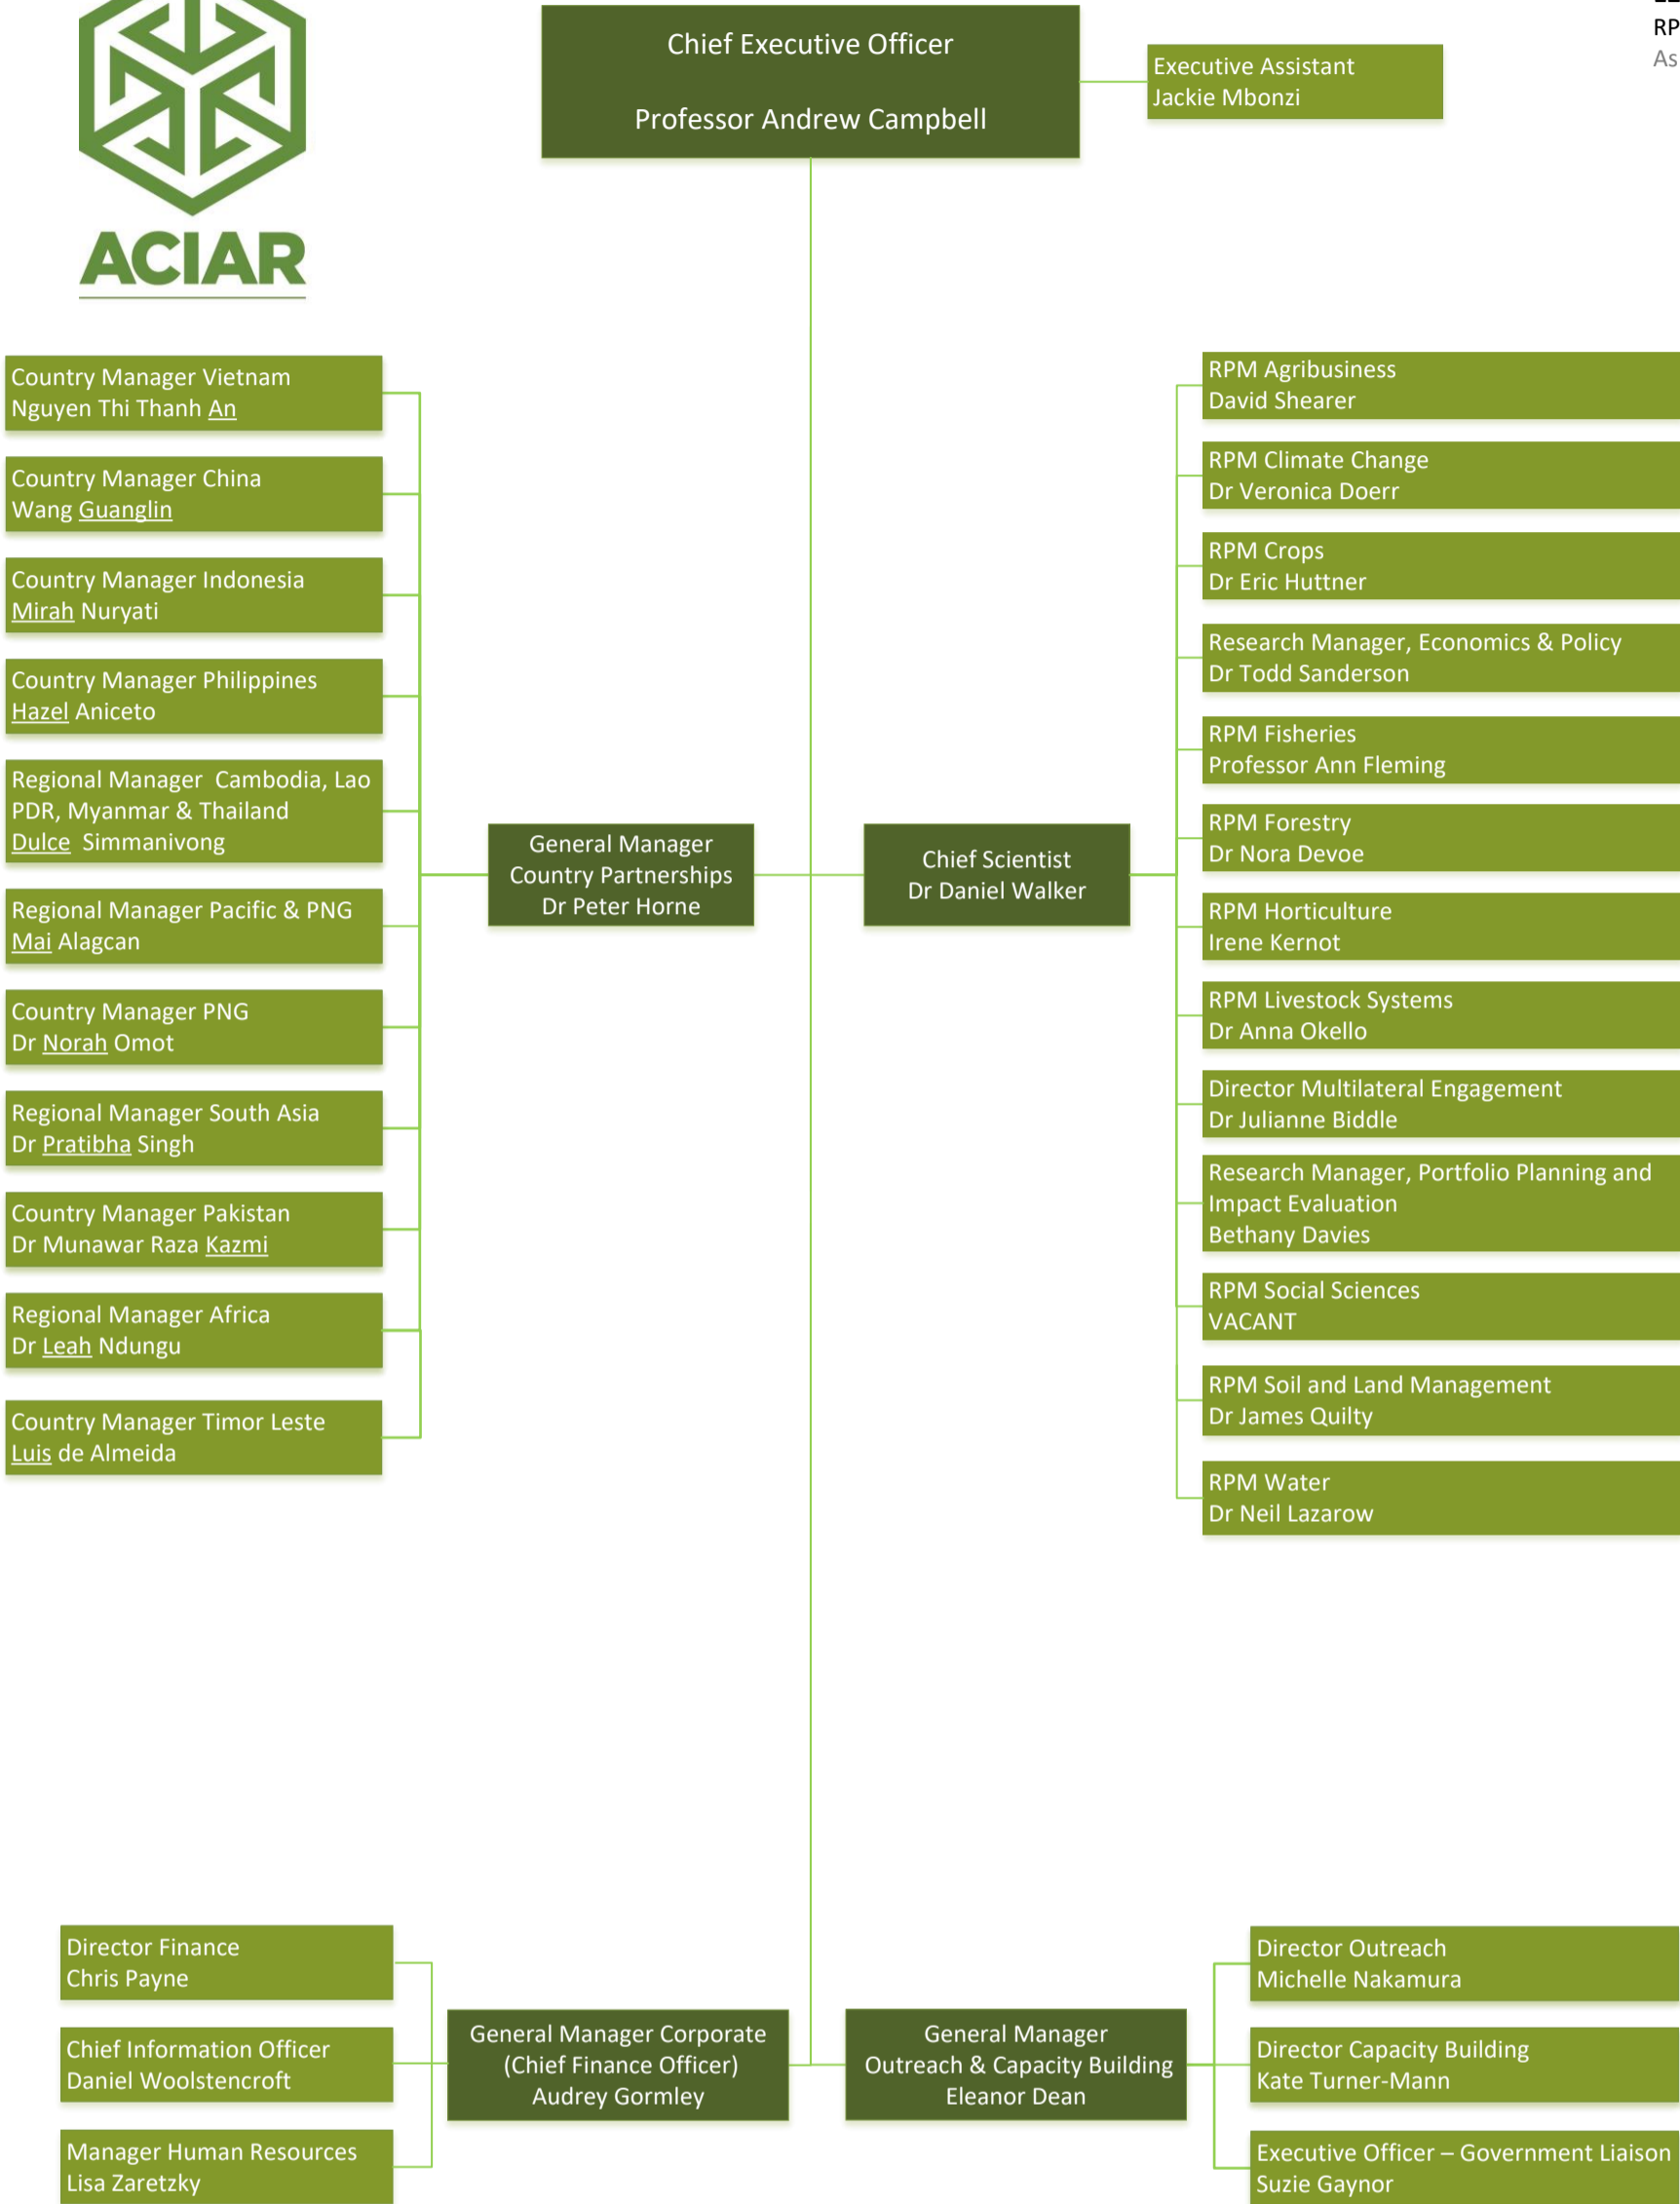 Chief Executive Officer
Professor Andrew Campbell
Executive Assistant
Jackie Mbonzi
RP
As
ACIAR
Country Manager Vietnam
Nguyen Thi Thanh An
Country Manager China
Wang Guanglin
Country Manager Indonesia
Mirah Nuryati
Country Manager Philippines
Hazel Aniceto
Regional Manager Cambodia, Lao
PDR, Myanmar & Thailand
Dulce Simmanivong
Regional Manager Pacific & PNG
Mai Alagcan
Country Manager PNG
Dr Norah Omot
Regional Manager South Asia
Dr Pratibha Singh
Country Manager Pakistan
Dr Munawar Raza Kazmi
Regional Manager Africa
Dr Leah Ndungu
Country Manager Timor Leste
Luis de Almeida
General Manager
Country Partnerships
Dr Peter Horne
Chief Scientist
Dr Daniel Walker
RPM Agribusiness
David Shearer
RPM Climate Change
Dr Veronica Doerr
RPM Crops
Dr Eric Huttner
Research Manager, Economics & Policy
Dr Todd Sanderson
RPM Fisheries
Professor Ann Fleming
RPM Forestry
Dr Nora Devoe
RPM Horticulture
Irene Kernot
RPM Livestock Systems
Dr Anna Okello
Director Multilateral Engagement
Dr Julianne Biddle
Research Manager, Portfolio Planning and
Impact Evaluation
Bethany Davies
RPM Social Sciences
VACANT
RPM Soil and Land Management
Dr James Quilty
RPM Water
Dr Neil Lazarow
Director Finance
Chris Payne
Chief Information Officer
Daniel Woolstencroft
Manager Human Resources
Lisa Zaretzky
General Manager Corporate
(Chief Finance Officer)
Audrey Gormley
General Manager
Outreach & Capacity Building
Eleanor Dean
Director Outreach
Michelle Nakamura
Director Capacity Building
Kate Turner-Mann
Executive Officer – Government Liaison
Suzie Gaynor